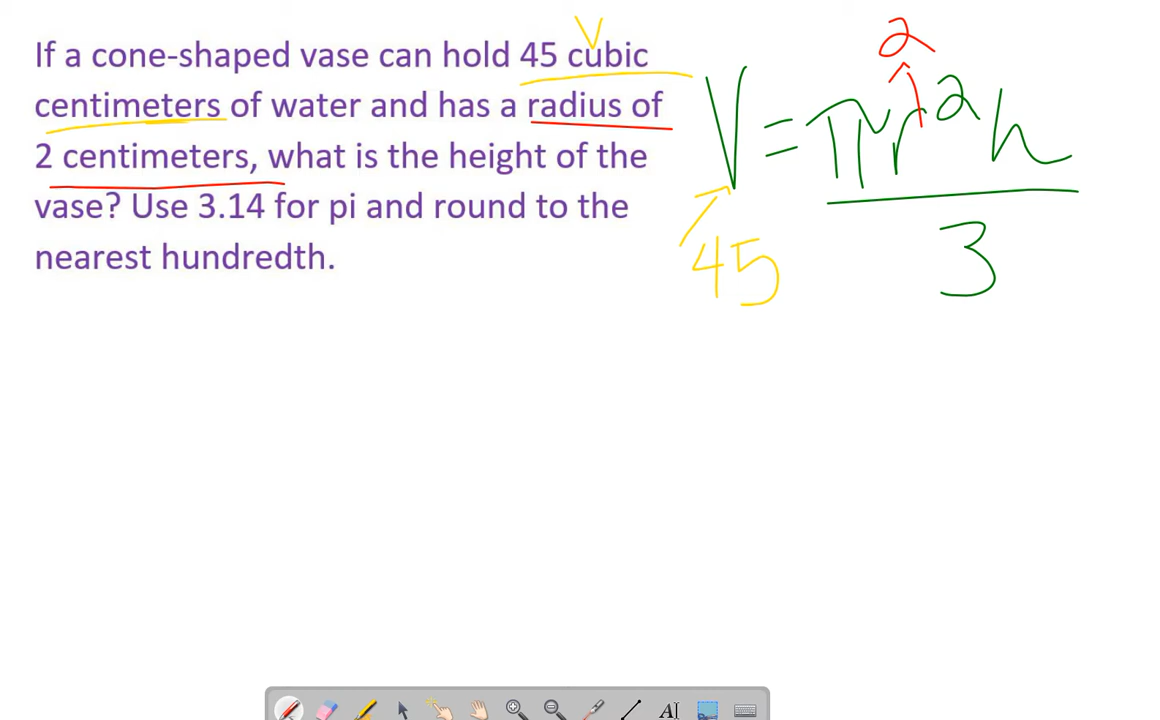 If a cone-shaped vase can hold 45 cubic
centimeters of water and has a radius of
2 centimeters, what is the height of the
vase? Use 3.14 for pi and round to the
nearest hundredth.
V
2
V = πr²h
3
45
A